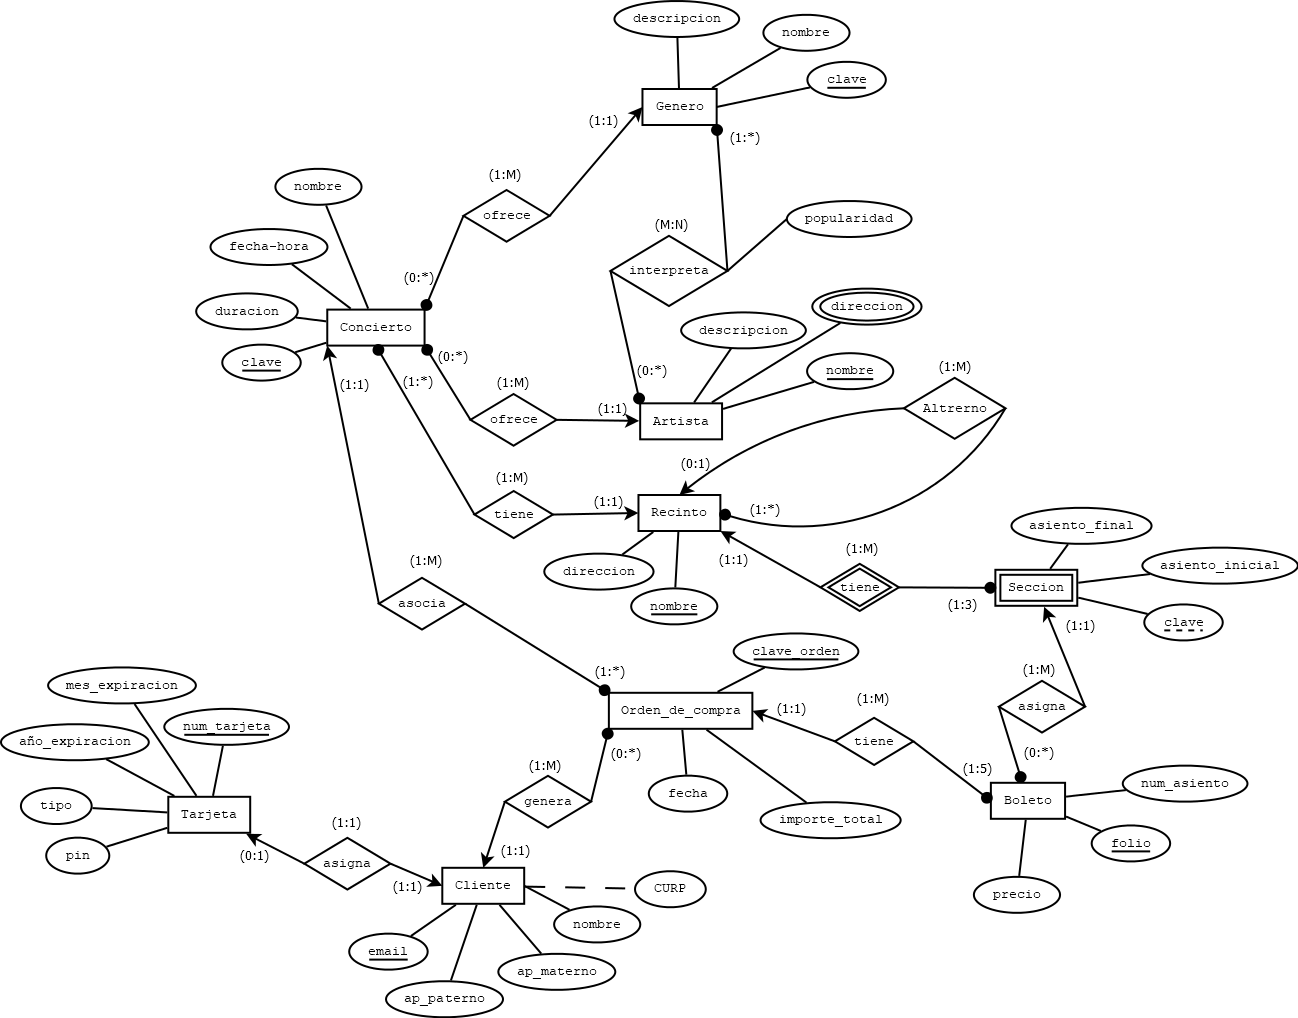 descripcion
nombre
clave
Genero
(1:1)
(1:*)
(1:M)
nombre
ofrece
popularidad
(M:N)
fecha-hora
interpreta
(0:*)
duracion
direccion
Concierto
descripcion
clave
(0:*)
(1:1)
(1:*)
(0:*)
nombre
(1:M)
(1:M)
ofrece
(1:1)
Artista
Altrerno
(0:1)
(1:M)
tiene
(1:1)
Recinto
(1:*)
asiento_final
(1:M)
(1:1)
(1:M)
asiento_inicial
direccion
tiene
Seccion
asocia
nombre
(1:3)
clave
(1:1)
clave_orden
(1:*)
(1:M)
mes_expiracion
num_tarjeta
Orden_de_compra
(1:1)
(1:M)
asigna
año_expiracion
tiene
(0:*)
(0:*)
(1:M)
(1:5)
num_asiento
tipo
Tarjeta
genera
fecha
Boleto
(1:1)
importe_total
folio
pin
(0:1)
asigna
(1:1)
(1:1)
Cliente
CURP
precio
nombre
email
ap_materno
ap_paterno